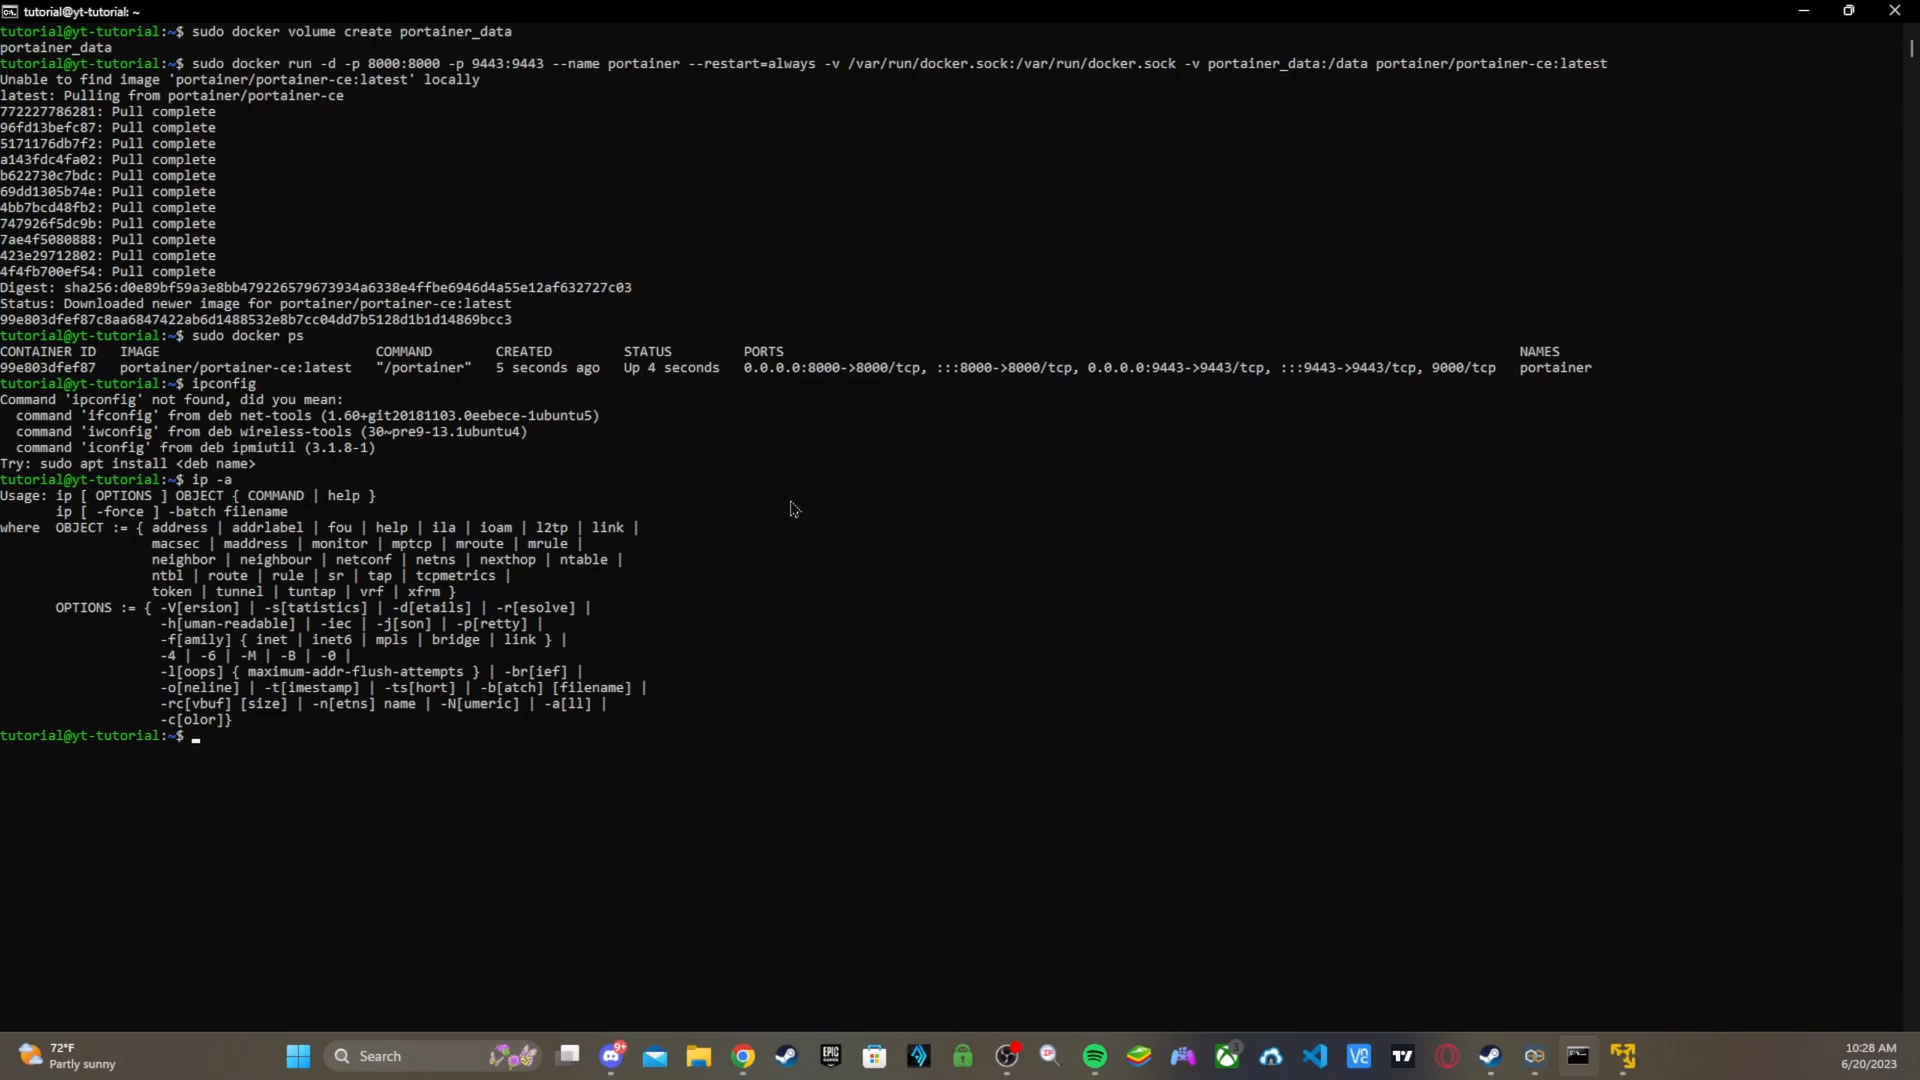 tutorial@yt-tutorial: ~
tutorial@yt-tutorial:~$ sudo docker volume create portainer_data
portainer_data
tutorial@yt-tutorial:~$ sudo docker run -d -p 8000:8000 -p 9443:9443 --name portainer --restart=always -v /var/run/docker.sock:/var/run/docker.sock -v portainer_data:/data portainer/portainer-ce:latest
Unable to find image 'portainer/portainer-ce:latest' locally
latest: Pulling from portainer/portainer-ce
772227786281: Pull complete
96fd13befc87: Pull complete
5171176db7f2: Pull complete
a143fdc4fa02: Pull complete
b622730c7bdc: Pull complete
69dd1305b74e: Pull complete
4bb7bcd48fb2: Pull complete
747926f5dc9b: Pull complete
7ae4f5080888: Pull complete
423e29712802: Pull complete
4f4fb700ef54: Pull complete
Digest: sha256:d0e89bf59a3e8bb479226579673934a6338e4ffbe6946d4a55e12af632727c03
Status: Downloaded newer image for portainer/portainer-ce:latest
99e803dfef87c8aa6847422ab6d1488532e8b7cc04dd7b5128d1b1d14869bcc3
tutorial@yt-tutorial:~$ sudo docker ps
CONTAINER ID   IMAGE                           COMMAND        CREATED         STATUS         PORTS                                                                                            NAMES
99e803dfef87   portainer/portainer-ce:latest   "/portainer"   5 seconds ago   Up 4 seconds   0.0.0.0:8000->8000/tcp, :::8000->8000/tcp, 0.0.0.0:9443->9443/tcp, :::9443->9443/tcp, 9000/tcp   portainer
tutorial@yt-tutorial:~$ ipconfig
Command 'ipconfig' not found, did you mean:
  command 'ifconfig' from deb net-tools (1.60+git20181103.0eebece-1ubuntu5)
  command 'iwconfig' from deb wireless-tools (30~pre9-13.1ubuntu4)
  command 'iconfig' from deb ipmiutil (3.1.8-1)
Try: sudo apt install <deb name>
tutorial@yt-tutorial:~$ ip -a
Usage: ip [ OPTIONS ] OBJECT { COMMAND | help }
       ip [ -force ] -batch filename
where  OBJECT := { address | addrlabel | fou | help | ila | ioam | l2tp | link |
                   macsec | maddress | monitor | mptcp | mroute | mrule |
                   neighbor | neighbour | netconf | netns | nexthop | ntable |
                   ntbl | route | rule | sr | tap | tcpmetrics |
                   token | tunnel | tuntap | vrf | xfrm }
       OPTIONS := { -V[ersion] | -s[tatistics] | -d[etails] | -r[esolve] |
                    -h[uman-readable] | -iec | -j[son] | -p[retty] |
                    -f[amily] { inet | inet6 | mpls | bridge | link } |
                    -4 | -6 | -M | -B | -0 |
                    -l[oops] { maximum-addr-flush-attempts } | -br[ief] |
                    -o[neline] | -t[imestamp] | -ts[hort] | -b[atch] [filename] |
                    -rc[vbuf] [size] | -n[etns] name | -N[umeric] | -a[ll] |
                    -c[olor]}
tutorial@yt-tutorial:~$
72°F
Partly sunny
Search
9+
EPIC GAMES
3
10:28 AM
6/20/2023